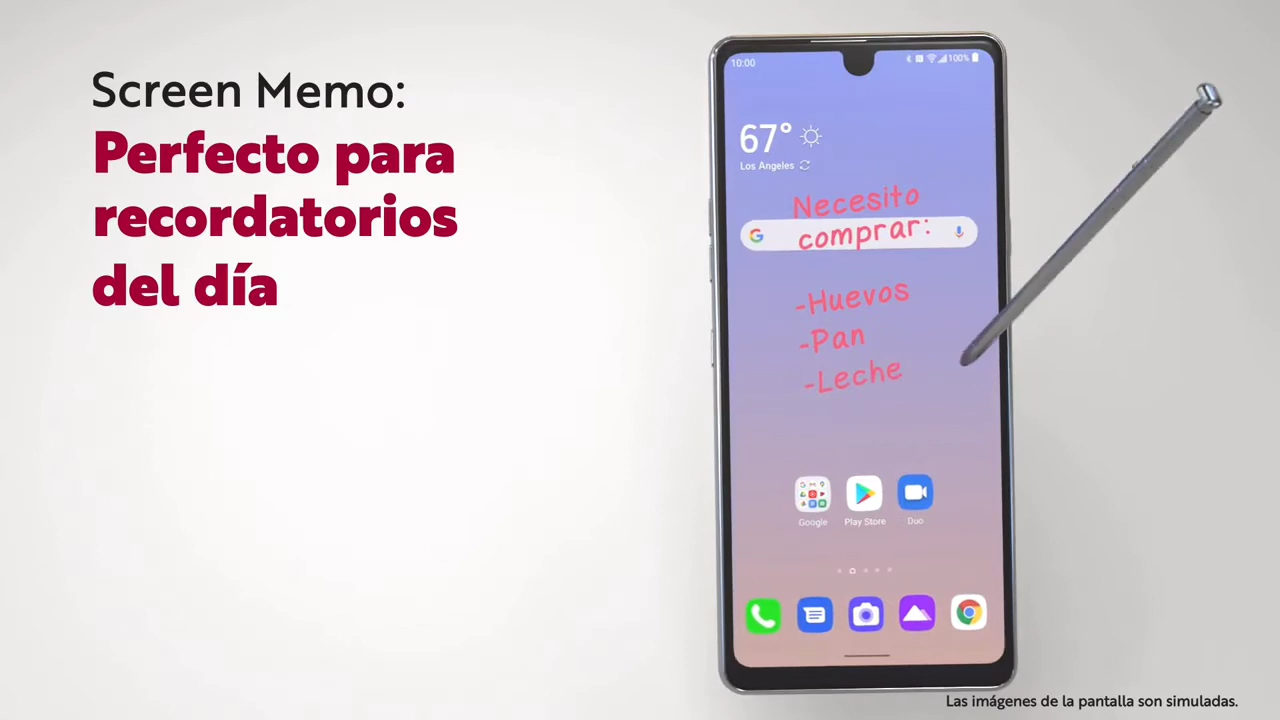 Screen Memo:
Perfecto para
recordatorios
del día
10:00
100%
67°
Los Angeles
Necesito
comprar:
-Huevos
-Pan
-Leche
Google
Play Store
Duo
Las imágenes de la pantalla son simuladas.